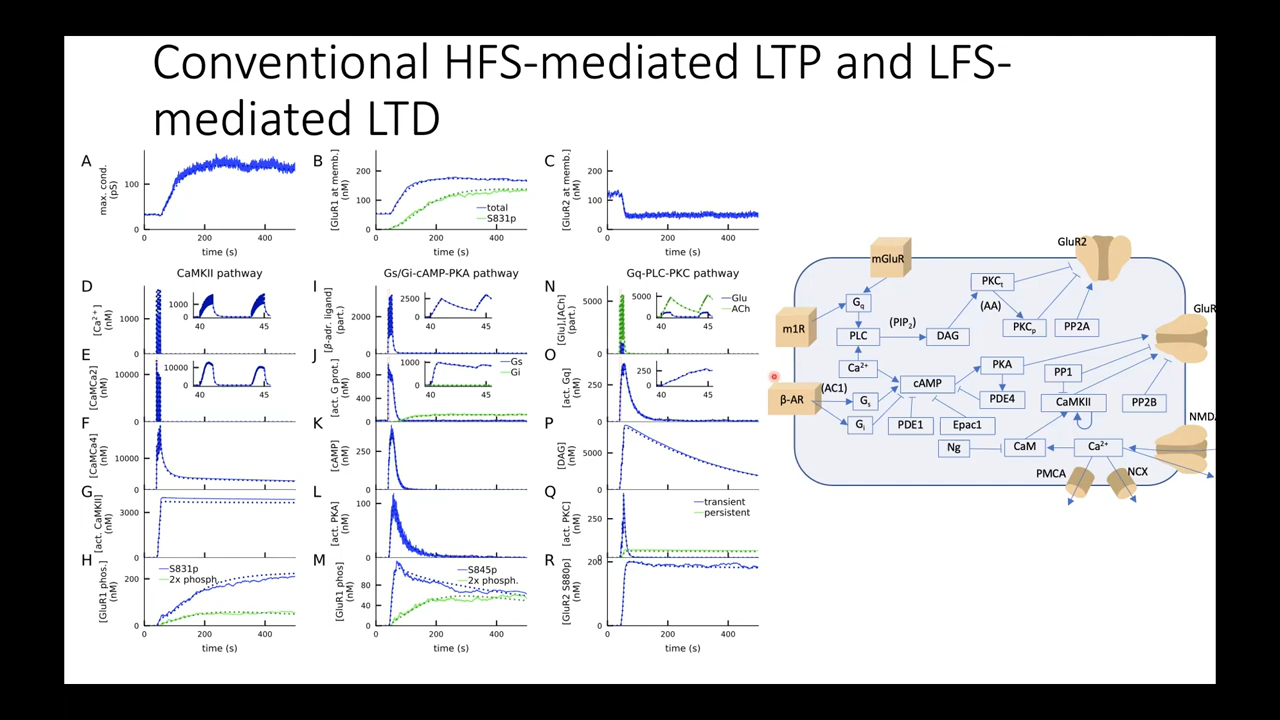 Conventional HFS-mediated LTP and LFS-
mediated LTD
A
max. cond.
(pS)
100
0
0
200
400
time (s)
B
[GluR1 at memb.]
(nM)
200
100
0
total
S831p
0
200
400
time (s)
C
[GluR2 at memb.]
(nM)
200
100
0
0
200
400
time (s)
CaMKII pathway
D
[Ca²⁺]
(nM)
1000
0
1000
0
40
45
E
[CaMCa2]
(nM)
10000
0
10000
0
40
45
F
[CaMCa4]
(nM)
10000
0
G
[act. CaMKII]
(nM)
3000
0
H
[GluR1 phos.]
(nM)
200
0
S831p
2x phosph.
0
200
400
time (s)
Gs/Gi-cAMP-PKA pathway
I
[β-adr. ligand]
(part.)
2000
0
2500
0
40
45
J
[act. G prot.]
(nM)
800
0
1000
0
40
45
Gs
Gi
K
[cAMP]
(nM)
250
0
L
[act. PKA]
(nM)
100
0
M
[GluR1 phos]
(nM)
80
40
0
S845p
2x phosph.
0
200
400
time (s)
Gq-PLC-PKC pathway
N
[Glu],[ACh]
(part.)
5000
0
5000
0
40
45
Glu
ACh
O
[act. Gq]
(nM)
250
0
250
0
40
45
P
[DAG]
(nM)
5000
0
Q
[act. PKC]
(nM)
250
0
transient
persistent
R
[GluR2 S880p]
(nM)
200
0
0
200
400
time (s)
mGluR
GluR2
m1R
Gq
PKCt
(AA)
PLC
(PIP₂)
DAG
PKCp
PP2A
GluR
Ca²⁺
PKA
PP1
β-AR
(AC1)
cAMP
Gs
PDE4
CaMKII
PP2B
Gi
PDE1
Epac1
NMD
Ng
CaM
Ca²⁺
PMCA
NCX